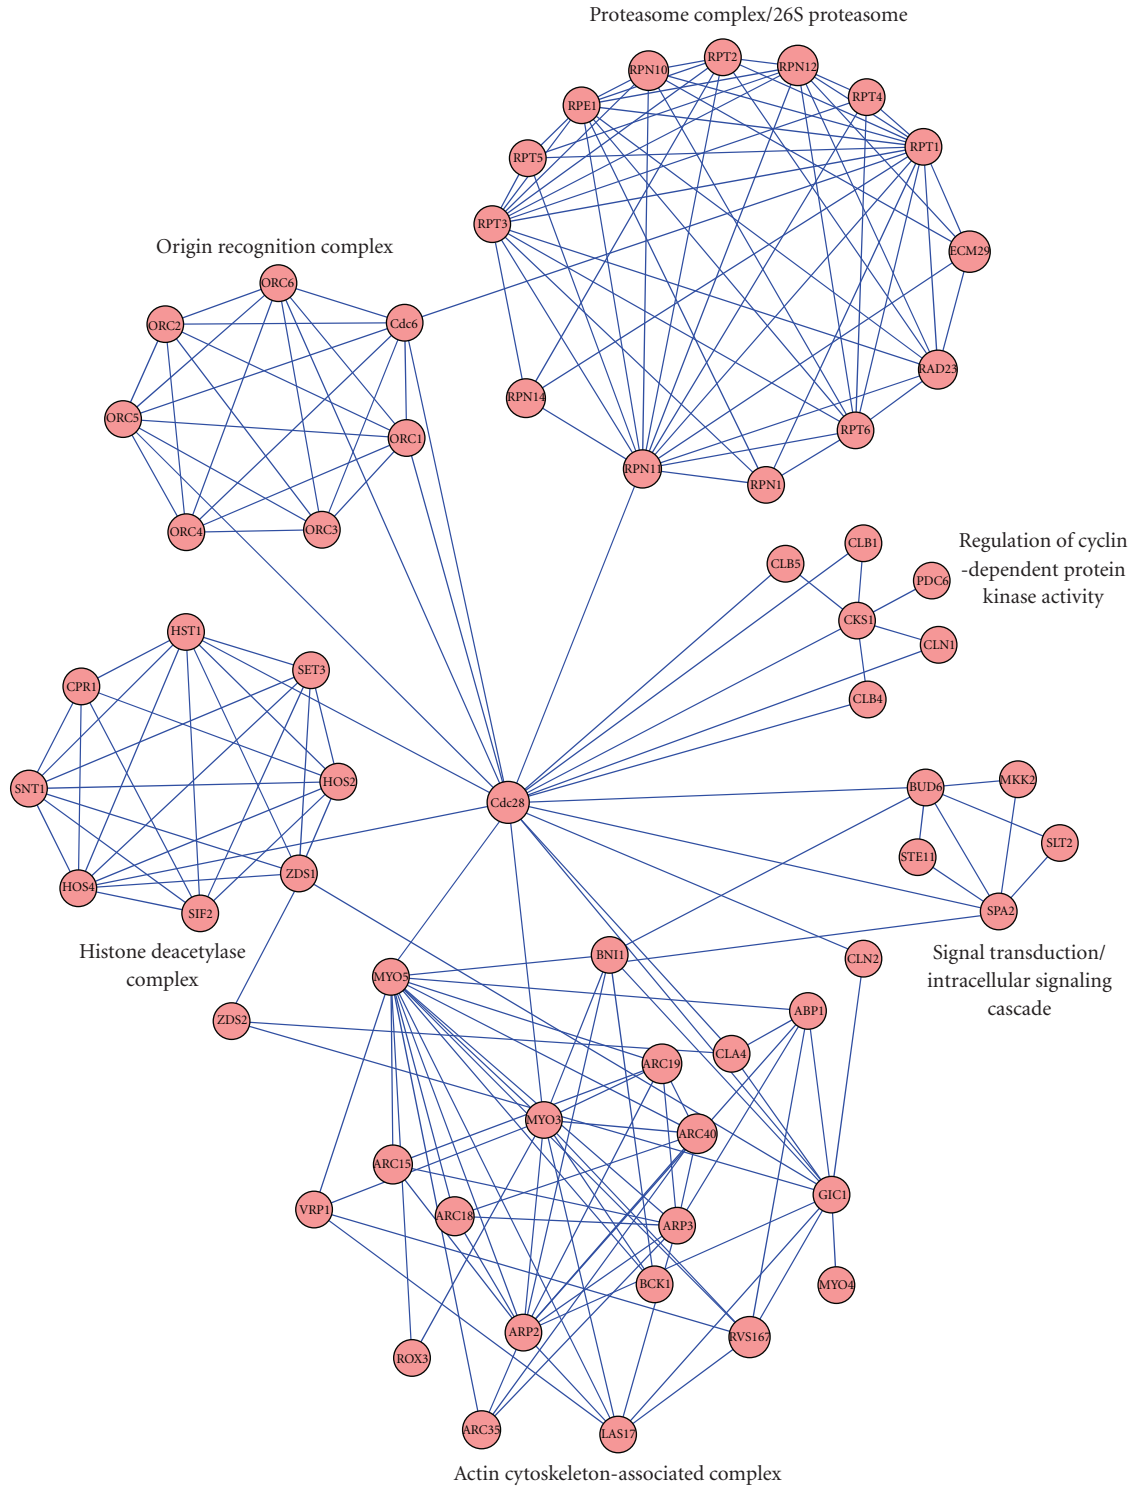 Proteasome complex/26S proteasome
RPT2
RPN12
RPN10
RPT4
RPE1
RPT1
RPT5
RPT3
ECM29
RAD23
RPN14
RPT6
RPN11
RPN1
Origin recognition complex
ORC6
ORC2
Cdc6
ORC5
ORC1
ORC4
ORC3
Regulation of cyclin
-dependent protein
kinase activity
CLB1
CLB5
PDC6
CKS1
CLN1
CLB4
HST1
SET3
CPR1
HOS2
SNT1
ZDS1
HOS4
SIF2
Histone deacetylase
complex
Cdc28
BUD6
MKK2
SLT2
STE11
SPA2
Signal transduction/
intracellular signaling
cascade
BNI1
CLN2
MYO5
ABP1
ZDS2
CLA4
ARC19
MYO3
ARC40
ARC15
GIC1
VRP1
ARC18
ARP3
BCK1
MYO4
ARP2
RVS167
ROX3
ARC35
LAS17
Actin cytoskeleton-associated complex